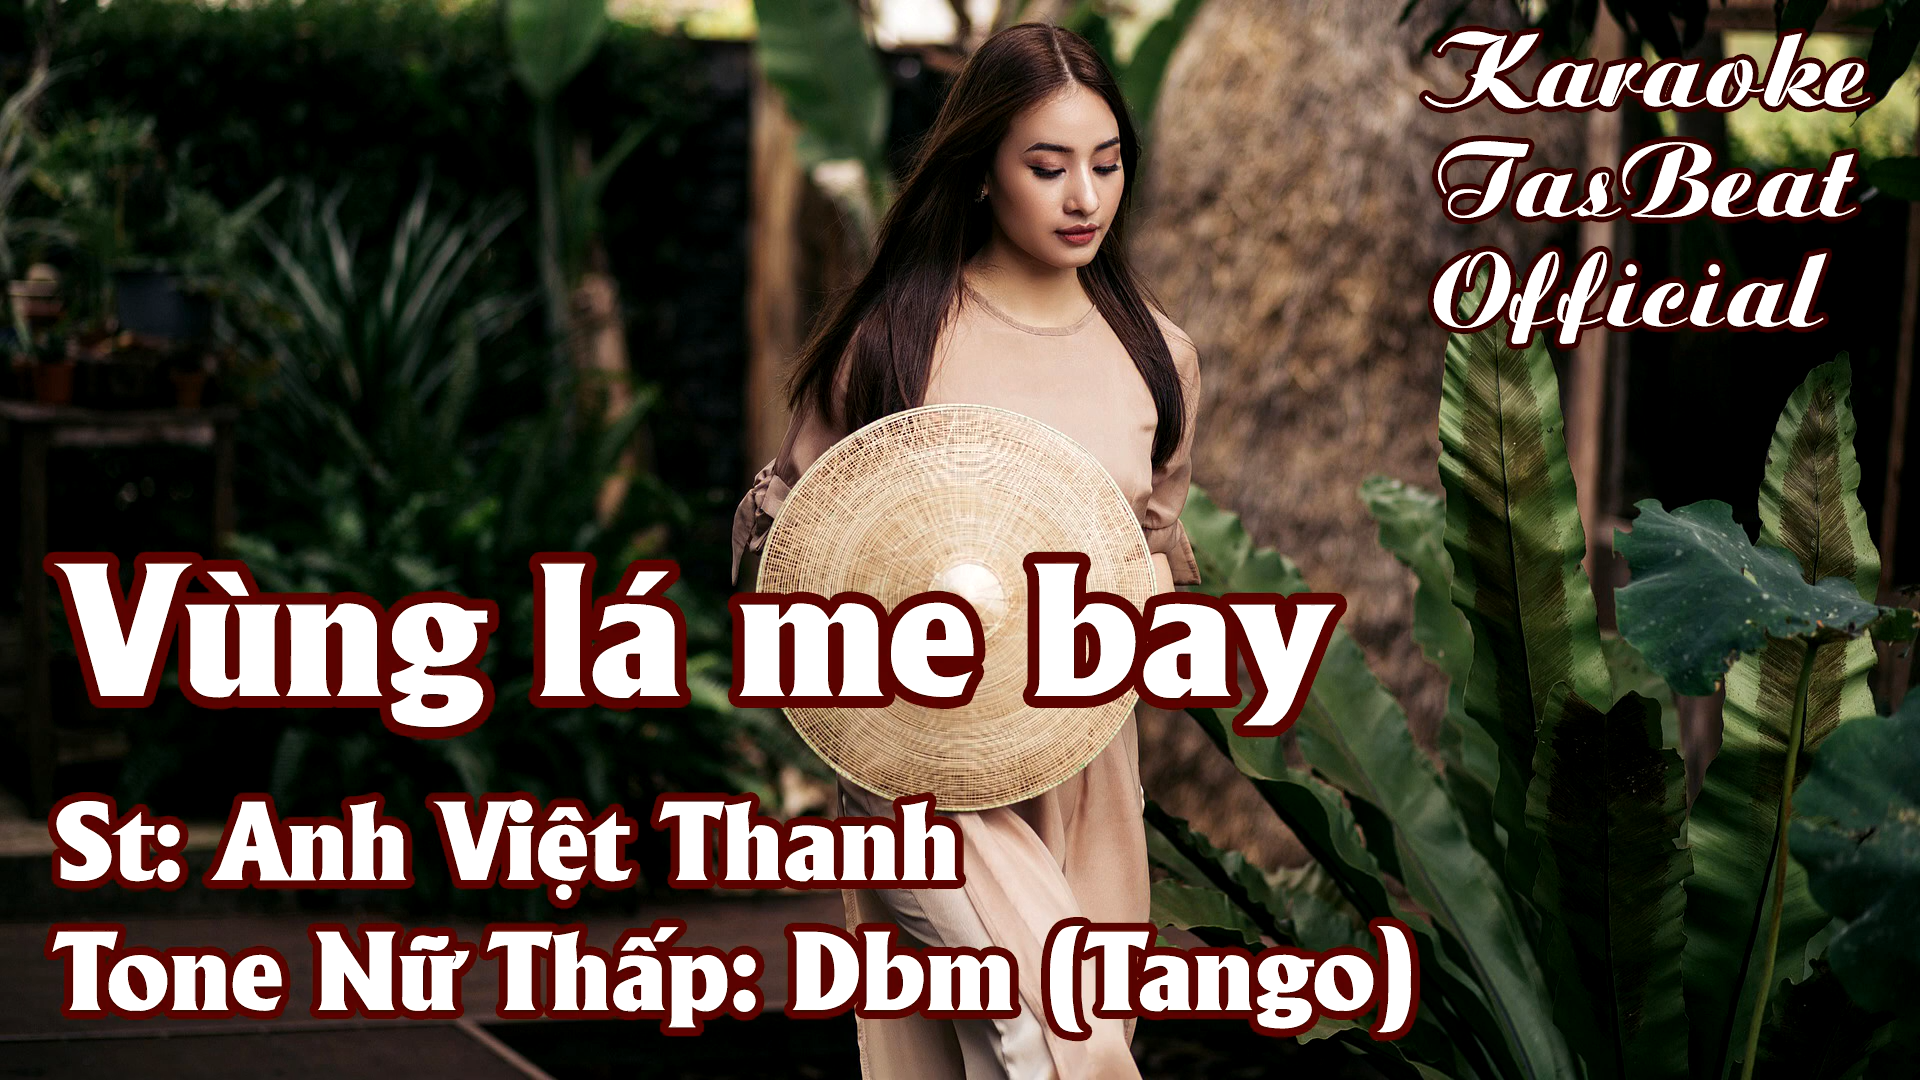 Karaoke
TasBeat
Official
Vùng lá me bay
St: Anh Việt Thanh
Tone Nữ Thấp: Dbm (Tango)